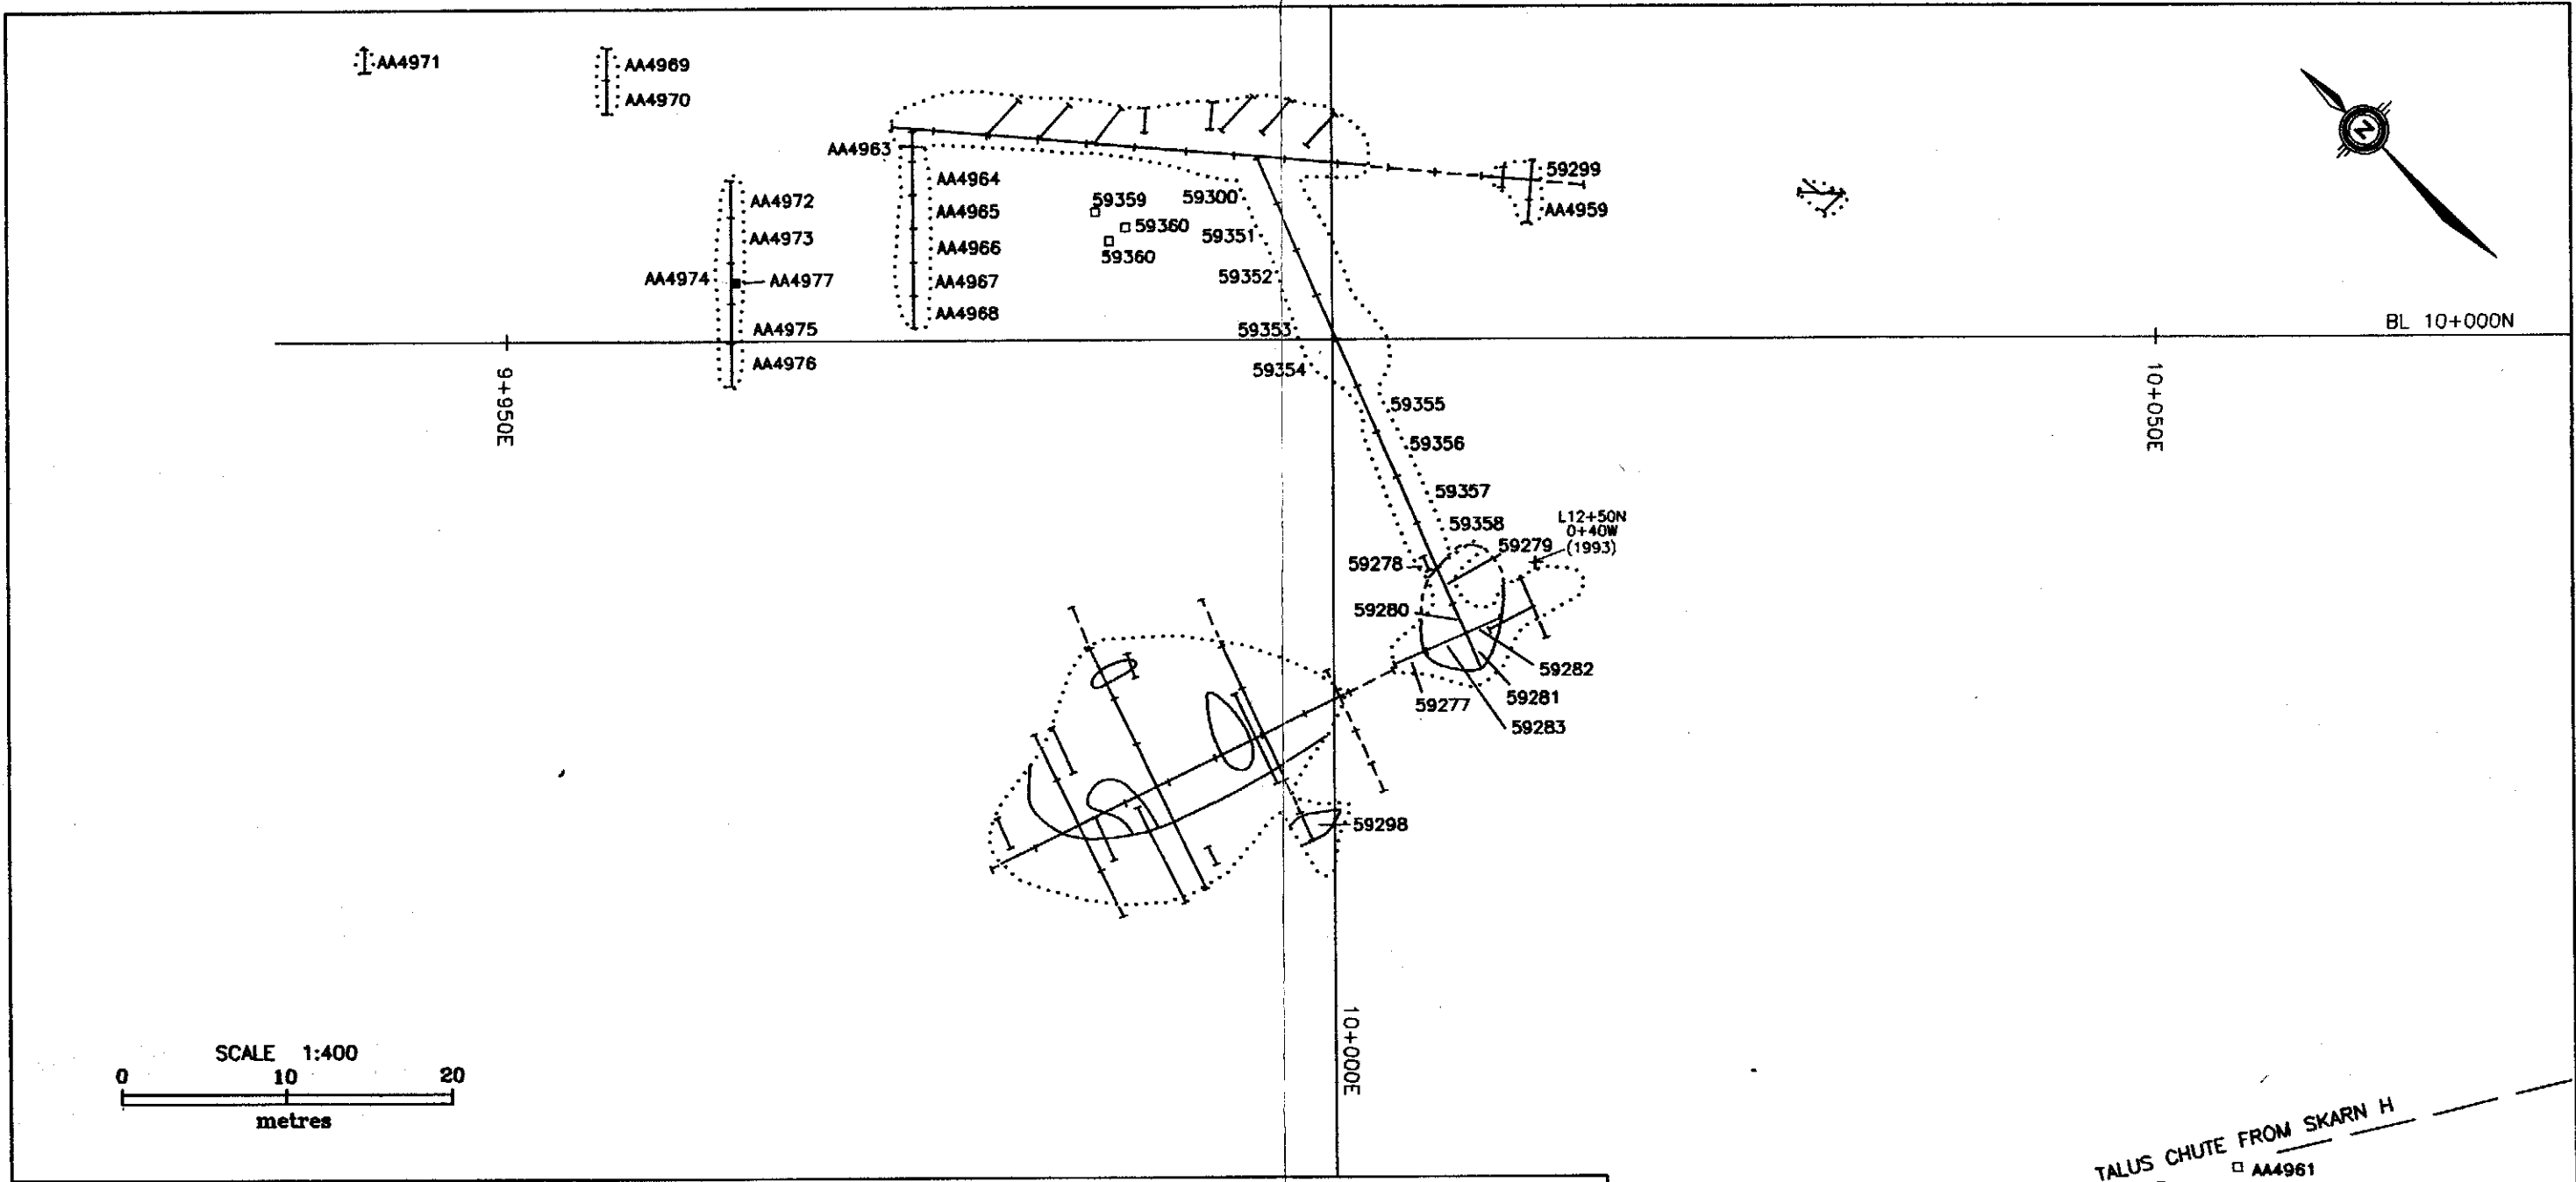 AA4971
AA4969
AA4970
N
AA4963
AA4964
AA4965
AA4966
AA4967
AA4968
AA4972
AA4973
AA4974
AA4977
AA4975
AA4976
59359
59360
59360
59300
59351
59352
59353
59354
59299
AA4959
BL 10+000N
9+950E
10+050E
59355
59356
59357
59358
L12+50N
0+40W
(1993)
59279
59278
59280
59282
59281
59277
59283
59298
10+000E
SCALE 1:400
0 10 20
metres
TALUS CHUTE FROM SKARN H
AA4961